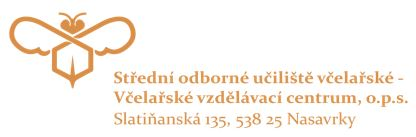 Střední odborné učiliště včelařské -
Včelařské vzdělávací centrum, o.p.s.
Slatiňanská 135, 538 25 Nasavrky